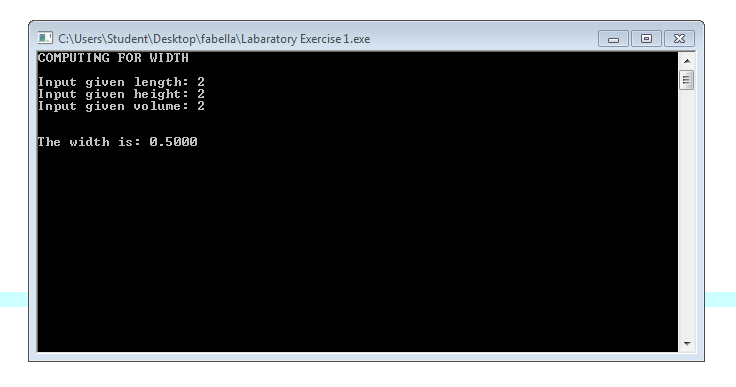 C:\Users\Student\Desktop\fabella\Labaratory Exercise 1.exe
COMPUTING FOR WIDTH
Input given length: 2
Input given height: 2
Input given volume: 2
The width is: 0.5000